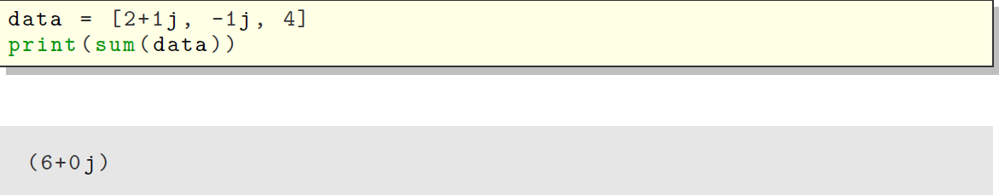 data = [2+1j, -1j, 4]
print(sum(data))
(6+0j)